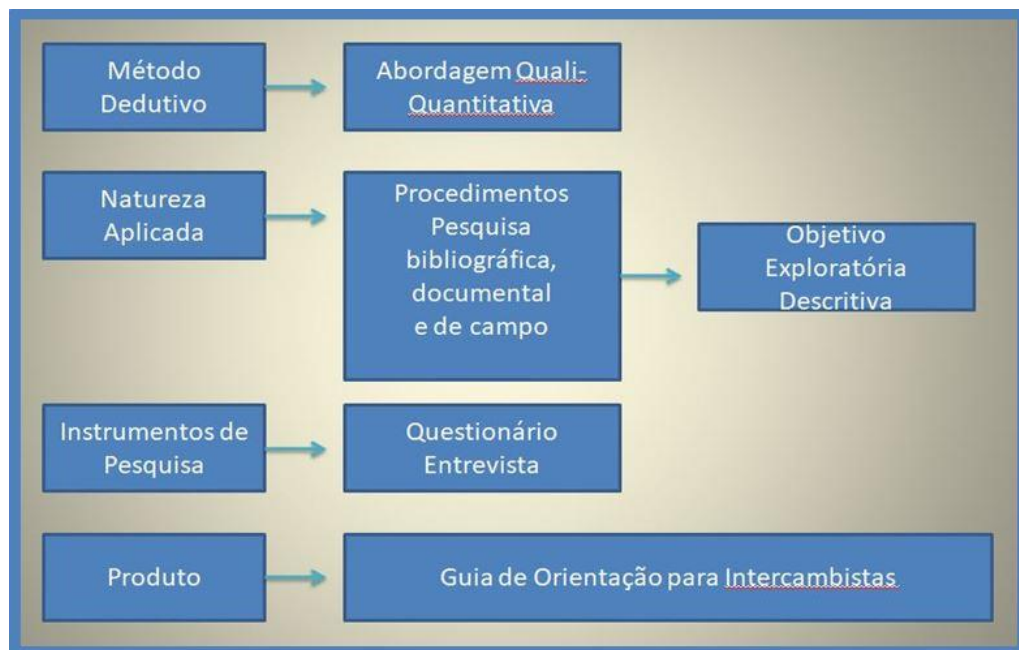 Método
Dedutivo
Abordagem Quali-
Quantitativa
Natureza
Aplicada
Procedimentos
Pesquisa
bibliográfica,
documental
e de campo
Objetivo
Exploratória
Descritiva
Instrumentos de
Pesquisa
Questionário
Entrevista
Produto
Guia de Orientação para Intercambistas